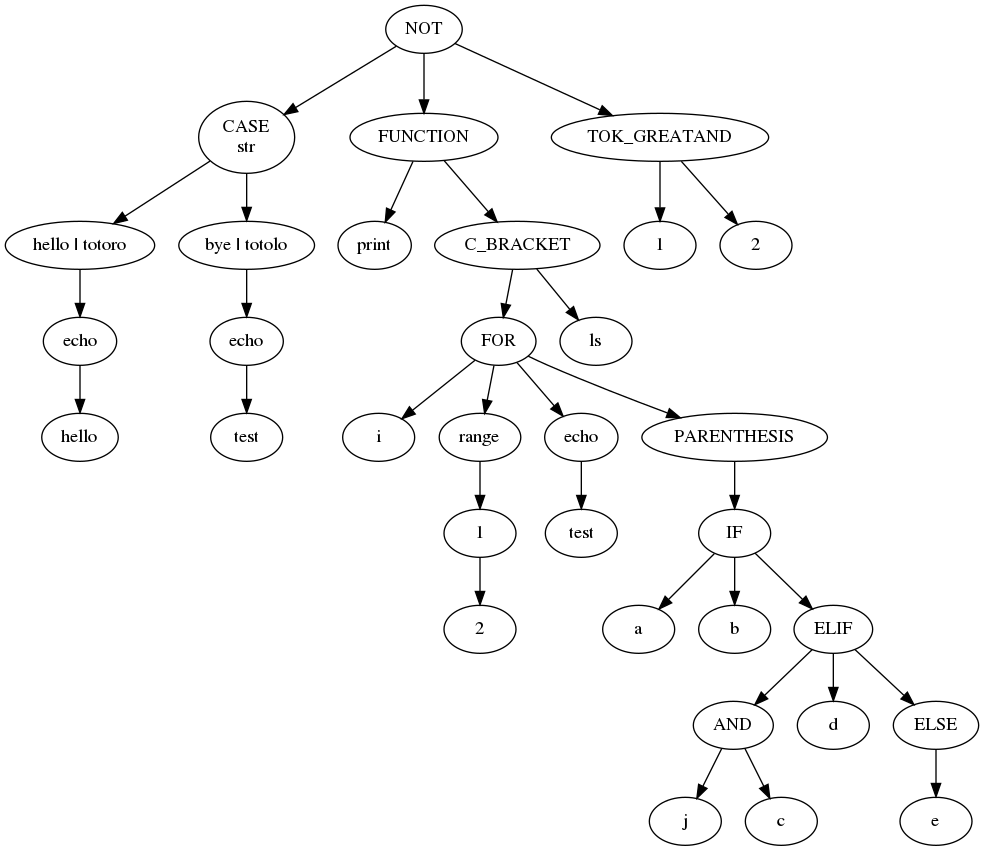 NOT
CASE
str
FUNCTION
TOK_GREATAND
hello | totoro
bye | totolo
print
C_BRACKET
1
2
echo
echo
FOR
ls
hello
test
i
range
echo
PARENTHESIS
1
test
IF
2
a
b
ELIF
AND
d
ELSE
j
c
e